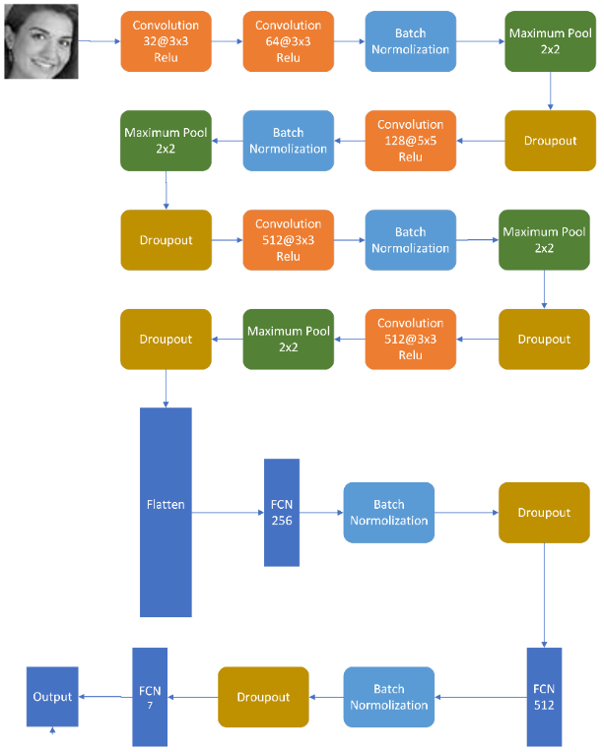 Convolution
32@3x3
Relu
Convolution
64@3x3
Relu
Batch
Normolization
Maximum Pool
2x2
Droupout
Convolution
128@5x5
Relu
Batch
Normolization
Maximum Pool
2x2
Droupout
Convolution
512@3x3
Relu
Batch
Normolization
Maximum Pool
2x2
Droupout
Convolution
512@3x3
Relu
Maximum Pool
2x2
Droupout
Flatten
FCN
256
Batch
Normolization
Droupout
FCN
512
Batch
Normolization
Droupout
FCN
7
Output